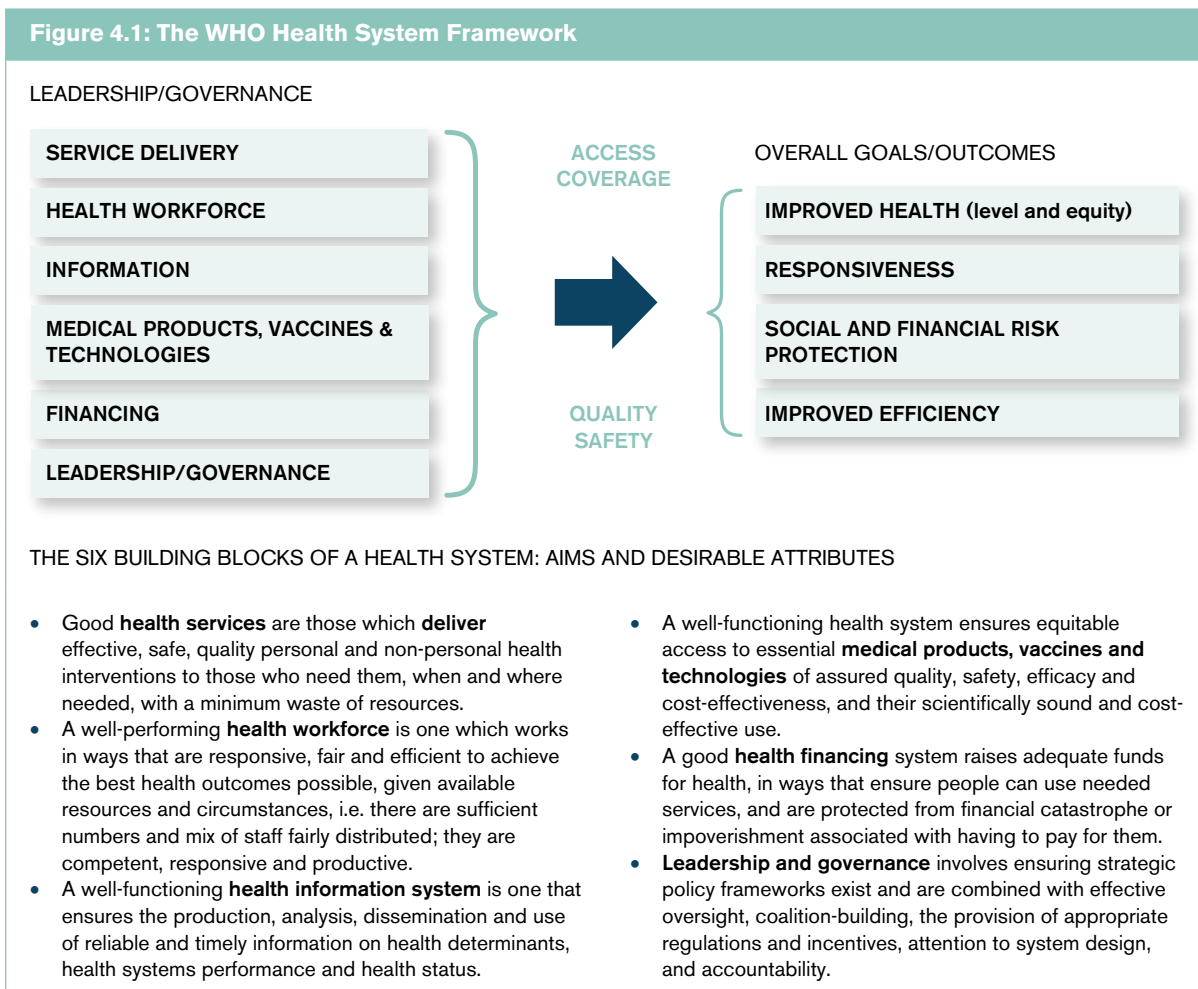 Figure 4.1: The WHO Health System Framework
LEADERSHIP/GOVERNANCE
SERVICE DELIVERY
HEALTH WORKFORCE
INFORMATION
MEDICAL PRODUCTS, VACCINES &
TECHNOLOGIES
FINANCING
LEADERSHIP/GOVERNANCE
ACCESS
COVERAGE
QUALITY
SAFETY
OVERALL GOALS/OUTCOMES
IMPROVED HEALTH (level and equity)
RESPONSIVENESS
SOCIAL AND FINANCIAL RISK
PROTECTION
IMPROVED EFFICIENCY
THE SIX BUILDING BLOCKS OF A HEALTH SYSTEM: AIMS AND DESIRABLE ATTRIBUTES
• Good health services are those which deliver
effective, safe, quality personal and non-personal health
interventions to those who need them, when and where
needed, with a minimum waste of resources.
• A well-performing health workforce is one which works
in ways that are responsive, fair and efficient to achieve
the best health outcomes possible, given available
resources and circumstances, i.e. there are sufficient
numbers and mix of staff fairly distributed; they are
competent, responsive and productive.
• A well-functioning health information system is one that
ensures the production, analysis, dissemination and use
of reliable and timely information on health determinants,
health systems performance and health status.
• A well-functioning health system ensures equitable
access to essential medical products, vaccines and
technologies of assured quality, safety, efficacy and
cost-effectiveness, and their scientifically sound and cost-
effective use.
• A good health financing system raises adequate funds
for health, in ways that ensure people can use needed
services, and are protected from financial catastrophe or
impoverishment associated with having to pay for them.
• Leadership and governance involves ensuring strategic
policy frameworks exist and are combined with effective
oversight, coalition-building, the provision of appropriate
regulations and incentives, attention to system design,
and accountability.